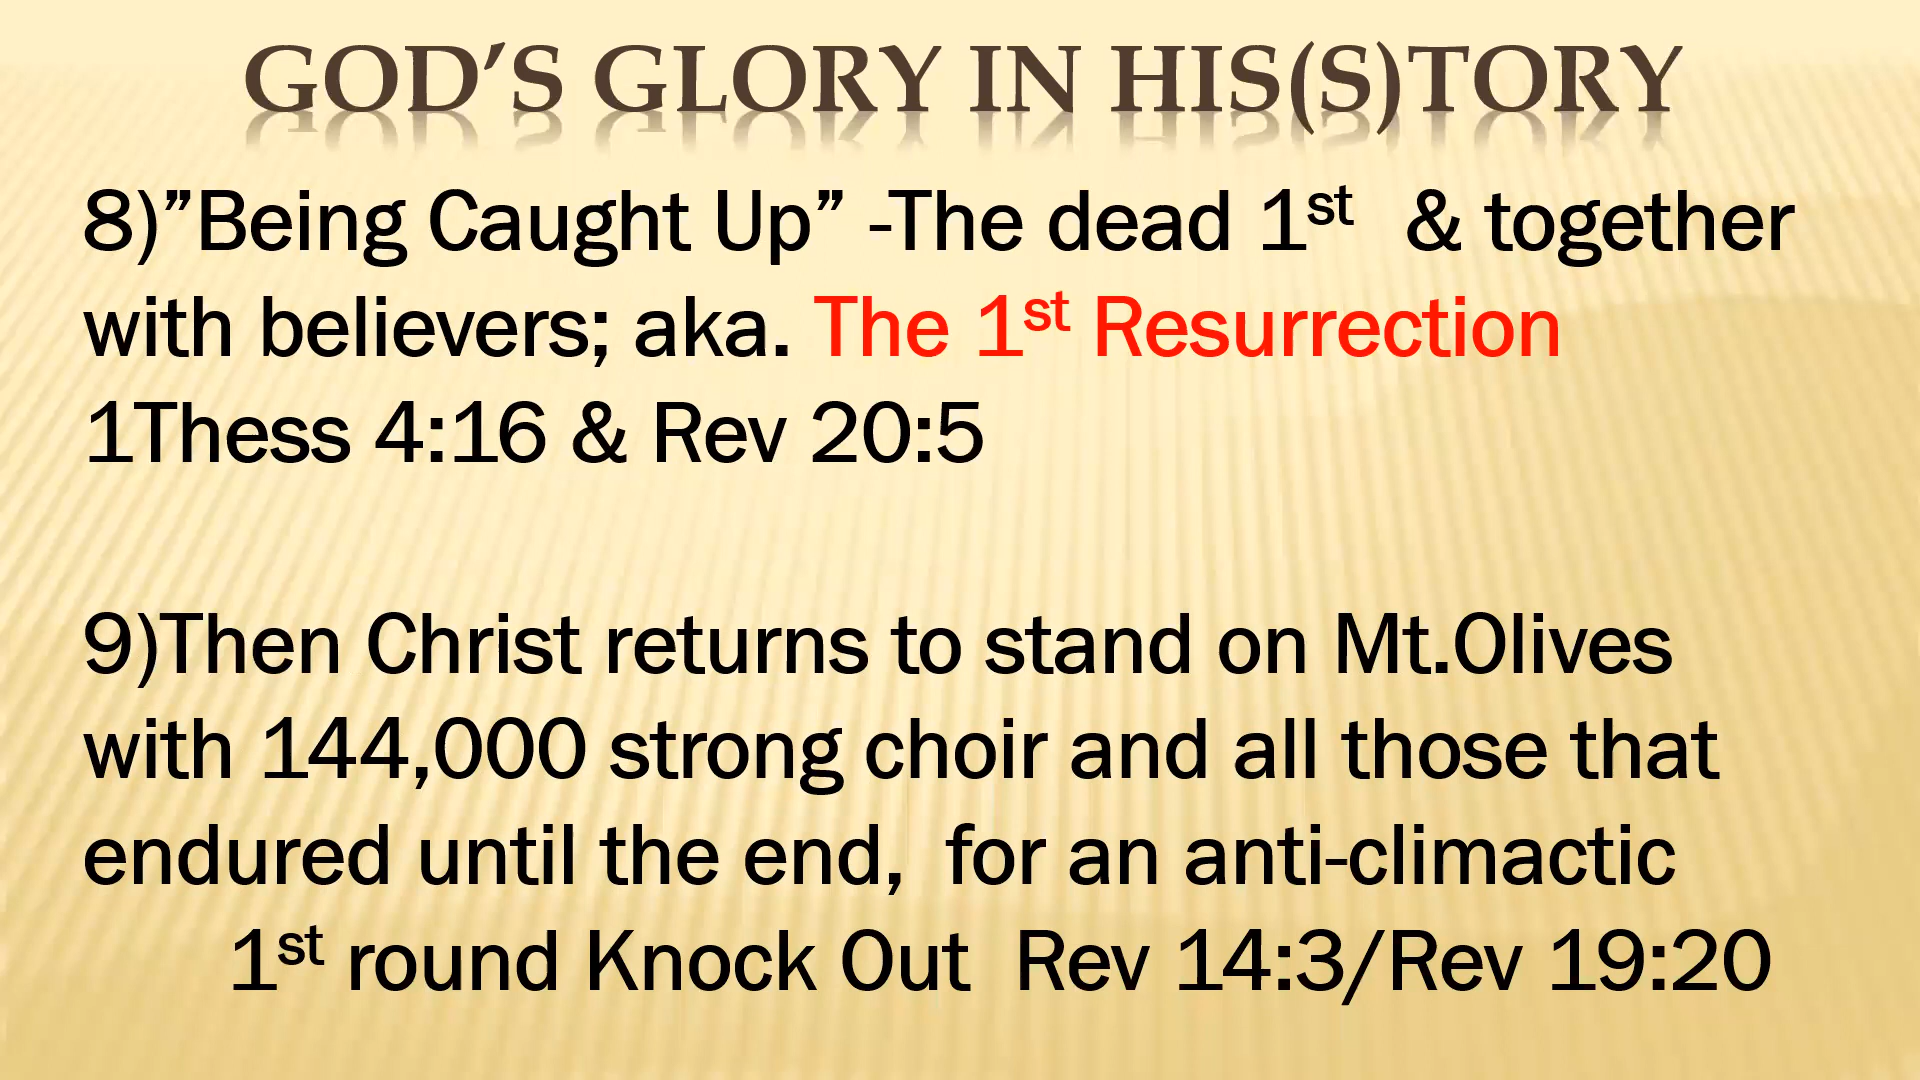 GOD’S GLORY IN HIS(S)TORY
8)”Being Caught Up” -The dead 1st & together
with believers; aka. The 1st Resurrection
1Thess 4:16 & Rev 20:5
9)Then Christ returns to stand on Mt.Olives
with 144,000 strong choir and all those that
endured until the end, for an anti-climactic
1st round Knock Out Rev 14:3/Rev 19:20